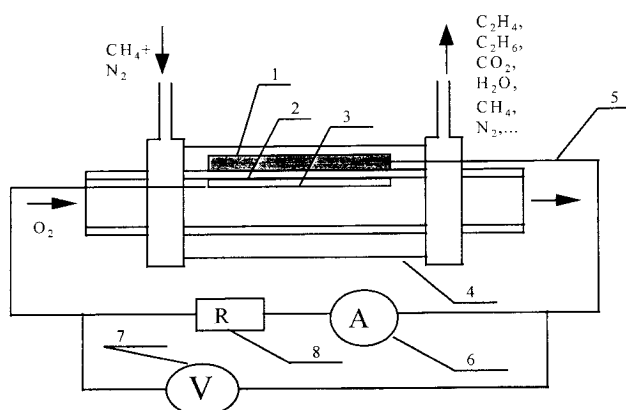 CH₄+
N₂
C₂H₄,
C₂H₆,
CO₂,
H₂O,
CH₄,
N₂,...
1
2
3
5
O₂
4
R
A
7
8
6
V